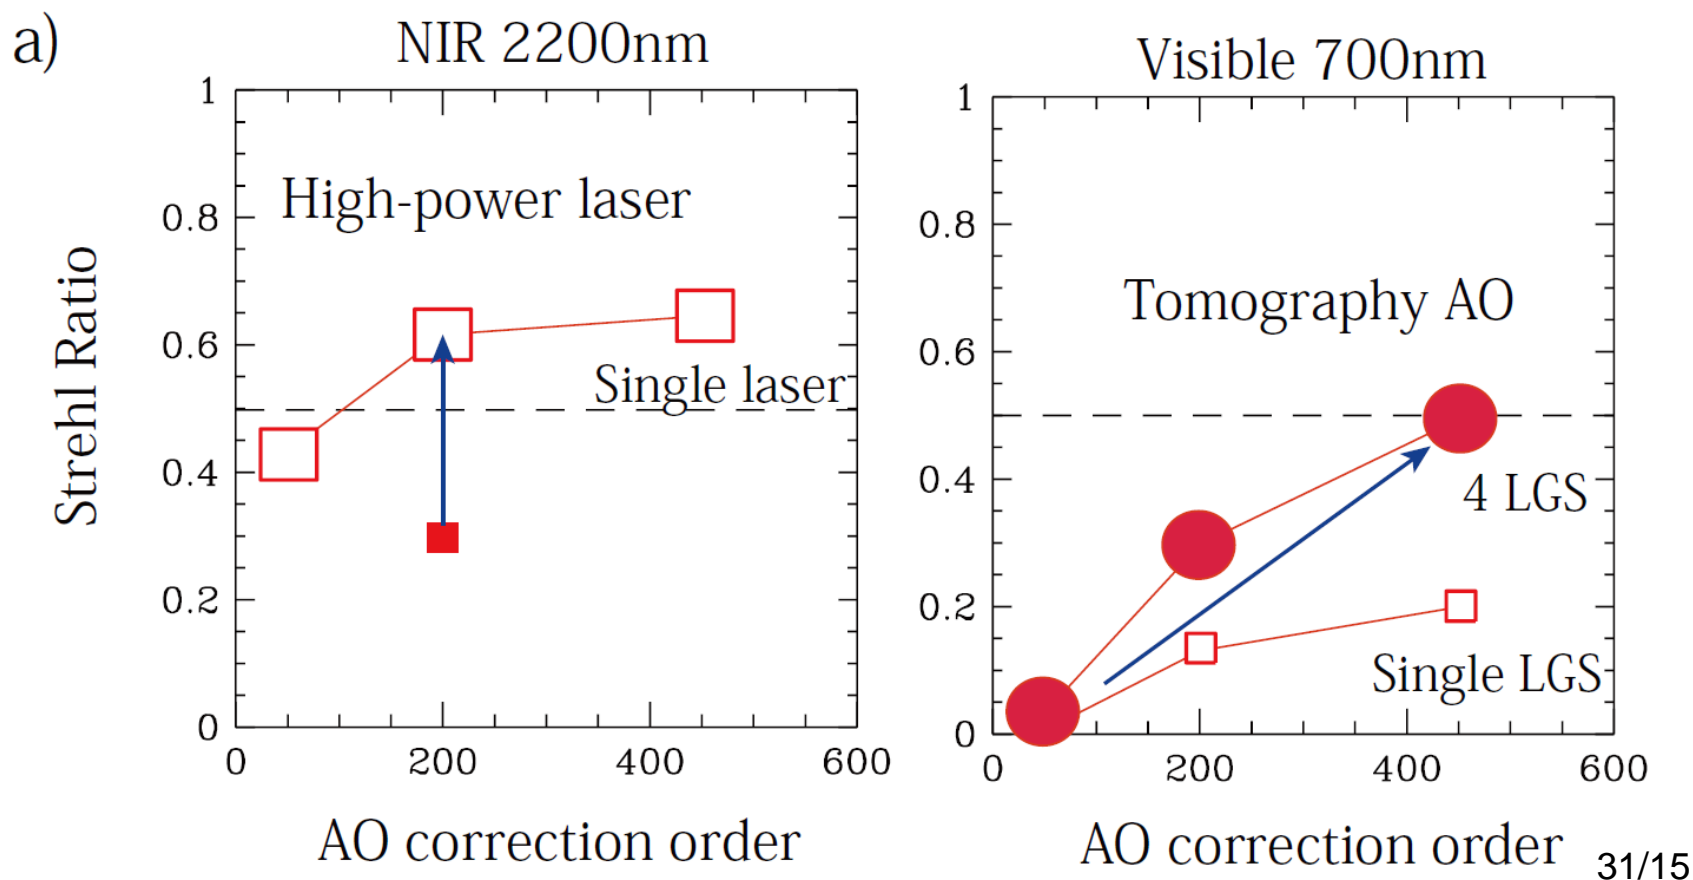 a)
NIR 2200nm
Visible 700nm
Strehl Ratio
1
0.8
0.6
0.4
0.2
0
High-power laser
Single laser
0
200
400
600
AO correction order
1
0.8
0.6
0.4
0.2
0
Tomography AO
4 LGS
Single LGS
0
200
400
600
AO correction order
31/15